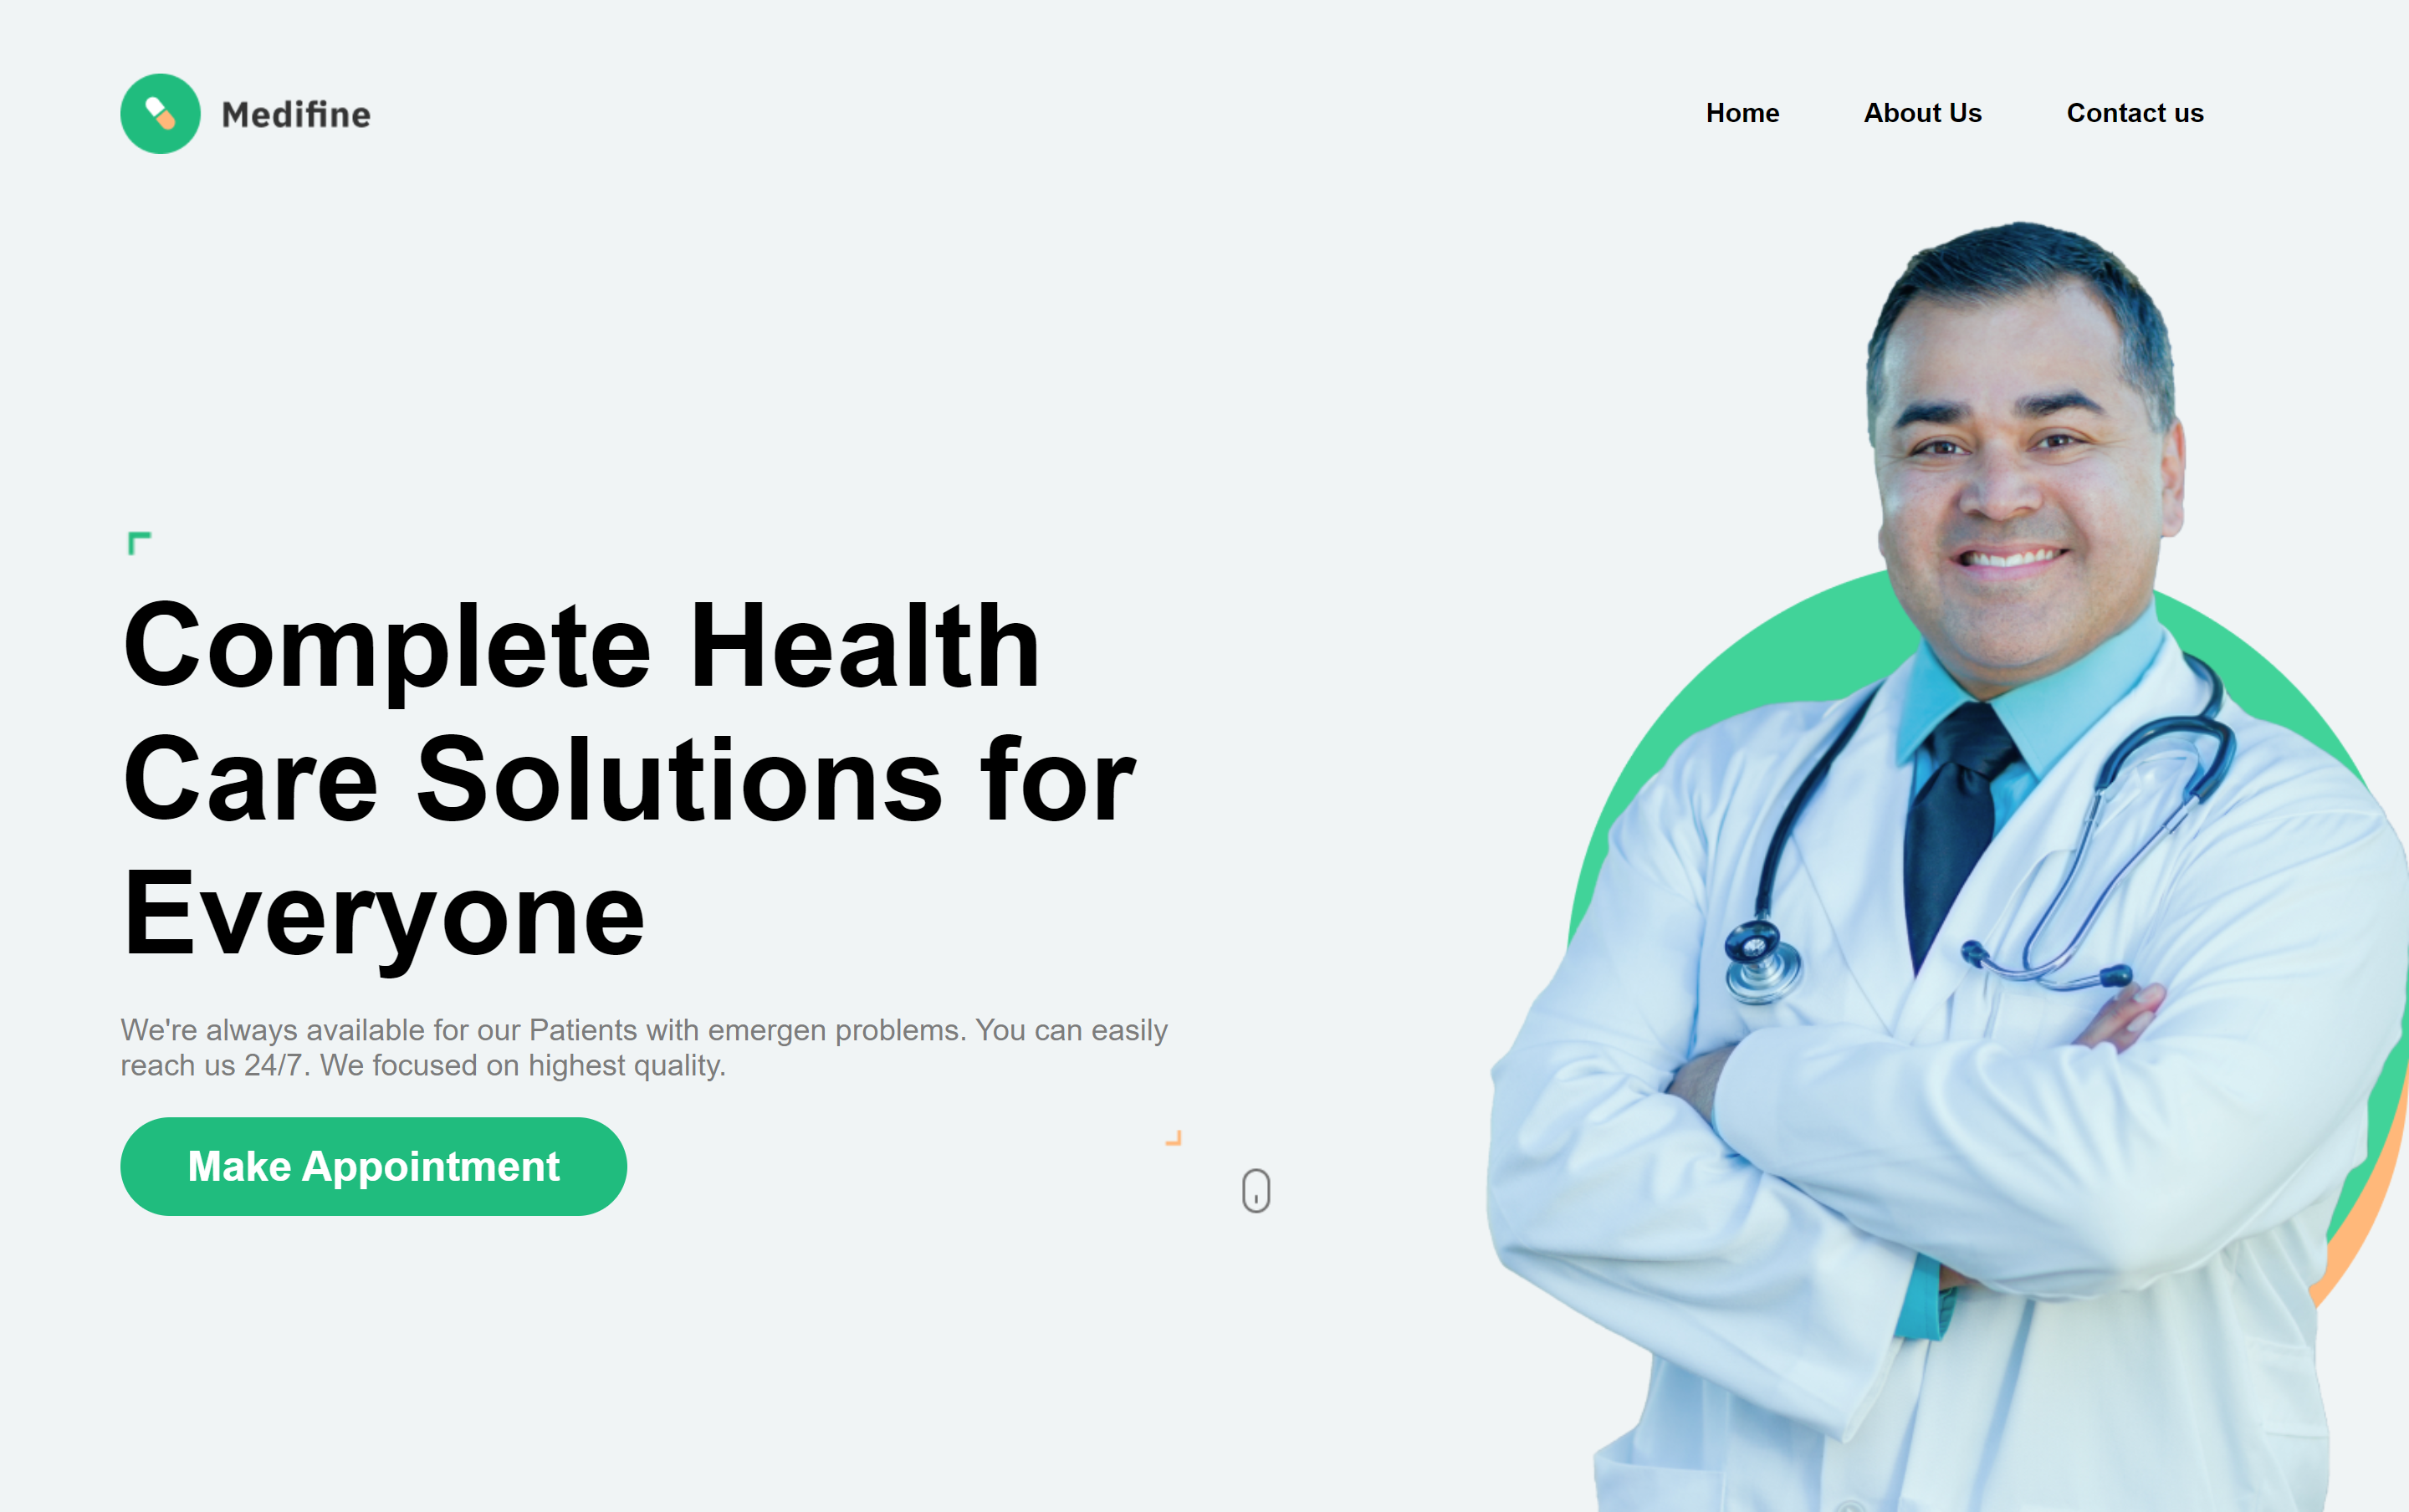 Medifine
Home
About Us
Contact us
Complete Health
Care Solutions for
Everyone
We're always available for our Patients with emergen problems. You can easily
reach us 24/7. We focused on highest quality.
Make Appointment